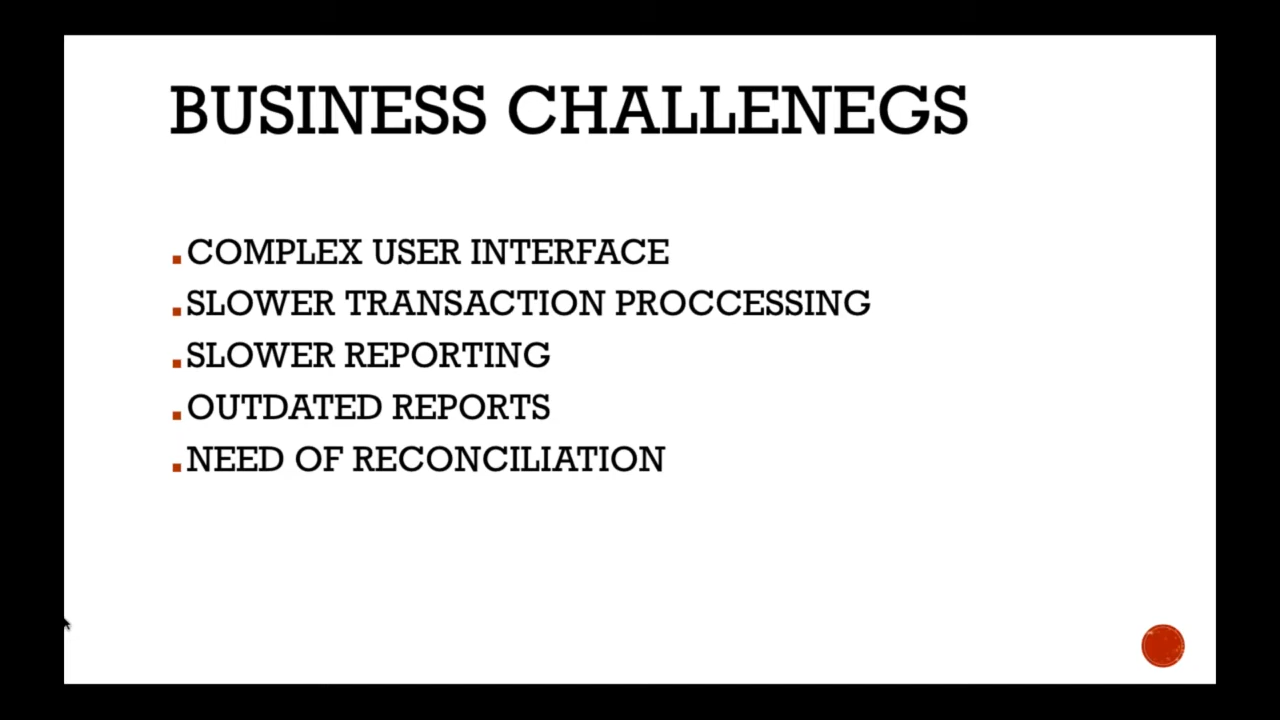 BUSINESS CHALLENEGS
COMPLEX USER INTERFACE
SLOWER TRANSACTION PROCCESSING
SLOWER REPORTING
OUTDATED REPORTS
NEED OF RECONCILIATION